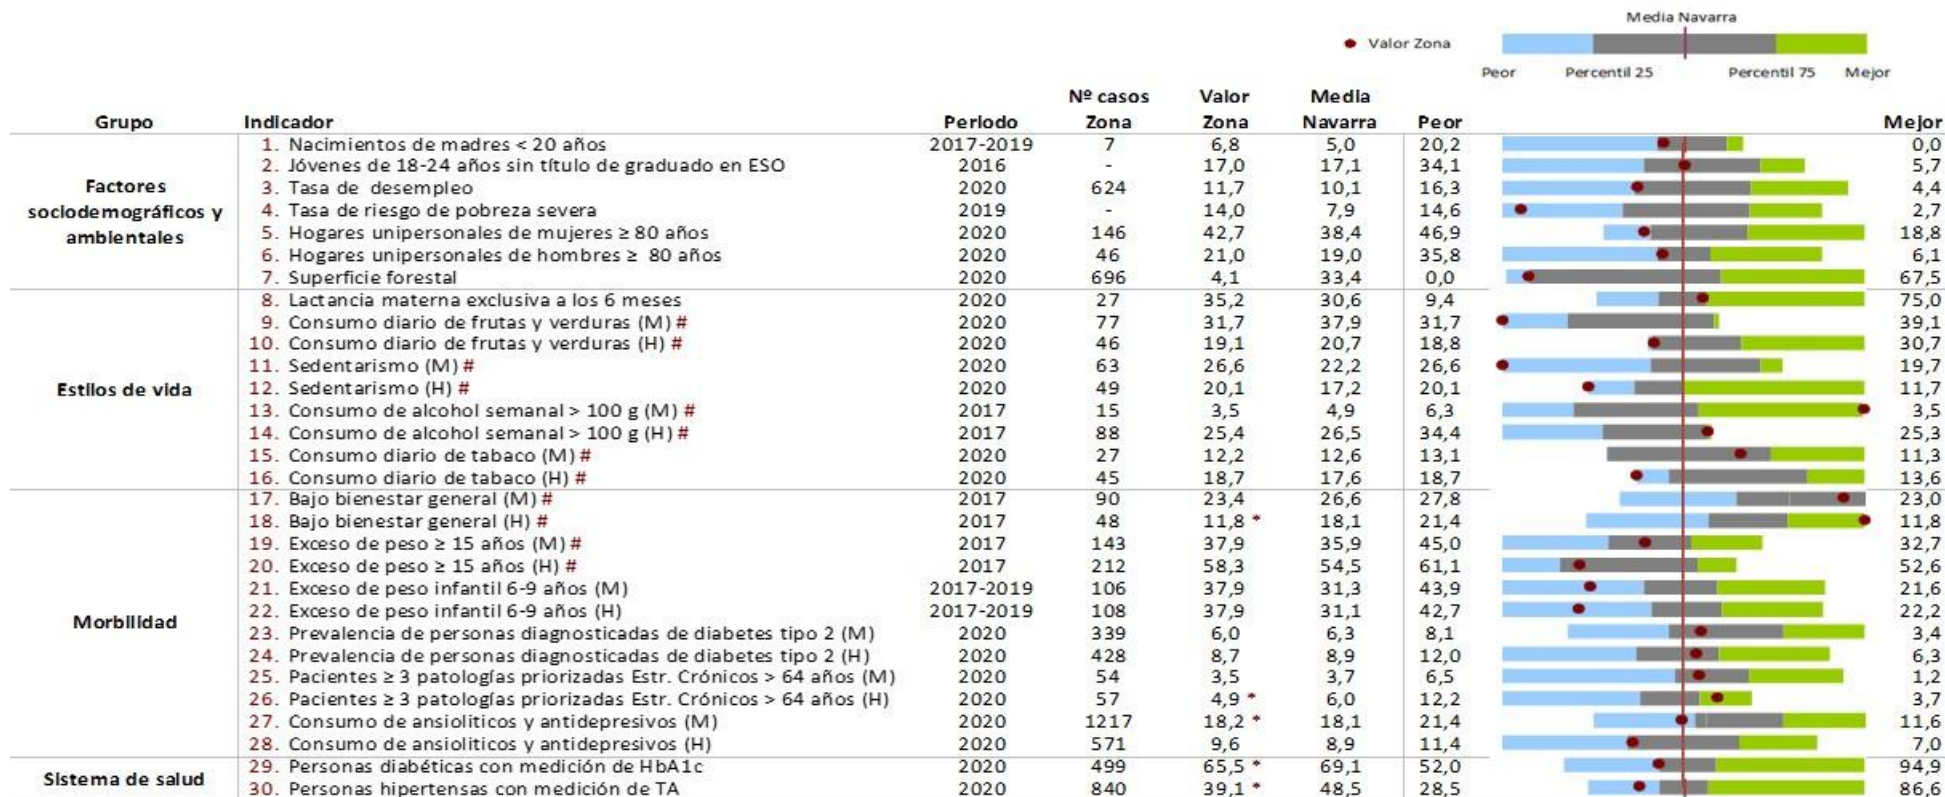 Media Navarra
Valor Zona
Peor Percentil 25 Percentil 75 Mejor
Grupo Indicador Periodo Nº casos Zona Valor Zona Media Navarra Peor Mejor
Factores sociodemográficos y ambientales
1. Nacimientos de madres < 20 años 2017-2019 7 6,8 5,0 20,2 0,0
2. Jóvenes de 18-24 años sin título de graduado en ESO 2016 - 17,0 17,1 34,1 5,7
3. Tasa de desempleo 2020 624 11,7 10,1 16,3 4,4
4. Tasa de riesgo de pobreza severa 2019 - 14,0 7,9 14,6 2,7
5. Hogares unipersonales de mujeres ≥ 80 años 2020 146 42,7 38,4 46,9 18,8
6. Hogares unipersonales de hombres ≥ 80 años 2020 46 21,0 19,0 35,8 6,1
7. Superficie forestal 2020 696 4,1 33,4 0,0 67,5
Estilos de vida
8. Lactancia materna exclusiva a los 6 meses 2020 27 35,2 30,6 9,4 75,0
9. Consumo diario de frutas y verduras (M) # 2020 77 31,7 37,9 31,7 39,1
10. Consumo diario de frutas y verduras (H) # 2020 46 19,1 20,7 18,8 30,7
11. Sedentarismo (M) # 2020 63 26,6 22,2 26,6 19,7
12. Sedentarismo (H) # 2020 49 20,1 17,2 20,1 11,7
13. Consumo de alcohol semanal > 100 g (M) # 2017 15 3,5 4,9 6,3 3,5
14. Consumo de alcohol semanal > 100 g (H) # 2017 88 25,4 26,5 34,4 25,3
15. Consumo diario de tabaco (M) # 2020 27 12,2 12,6 13,1 11,3
16. Consumo diario de tabaco (H) # 2020 45 18,7 17,6 18,7 13,6
Morbilidad
17. Bajo bienestar general (M) # 2017 90 23,4 26,6 27,8 23,0
18. Bajo bienestar general (H) # 2017 48 11,8 * 18,1 21,4 11,8
19. Exceso de peso ≥ 15 años (M) # 2017 143 37,9 35,9 45,0 32,7
20. Exceso de peso ≥ 15 años (H) # 2017 212 58,3 54,5 61,1 52,6
21. Exceso de peso infantil 6-9 años (M) 2017-2019 106 37,9 31,3 43,9 21,6
22. Exceso de peso infantil 6-9 años (H) 2017-2019 108 37,9 31,1 42,7 22,2
23. Prevalencia de personas diagnosticadas de diabetes tipo 2 (M) 2020 339 6,0 6,3 8,1 3,4
24. Prevalencia de personas diagnosticadas de diabetes tipo 2 (H) 2020 428 8,7 8,9 12,0 6,3
25. Pacientes ≥ 3 patologías priorizadas Estr. Crónicos > 64 años (M) 2020 54 3,5 3,7 6,5 1,2
26. Pacientes ≥ 3 patologías priorizadas Estr. Crónicos > 64 años (H) 2020 57 4,9 * 6,0 12,2 3,7
27. Consumo de ansioliticos y antidepresivos (M) 2020 1217 18,2 * 18,1 21,4 11,6
28. Consumo de ansioliticos y antidepresivos (H) 2020 571 9,6 8,9 11,4 7,0
Sistema de salud
29. Personas diabéticas con medición de HbA1c 2020 499 65,5 * 69,1 52,0 94,9
30. Personas hipertensas con medición de TA 2020 840 39,1 * 48,5 28,5 86,6